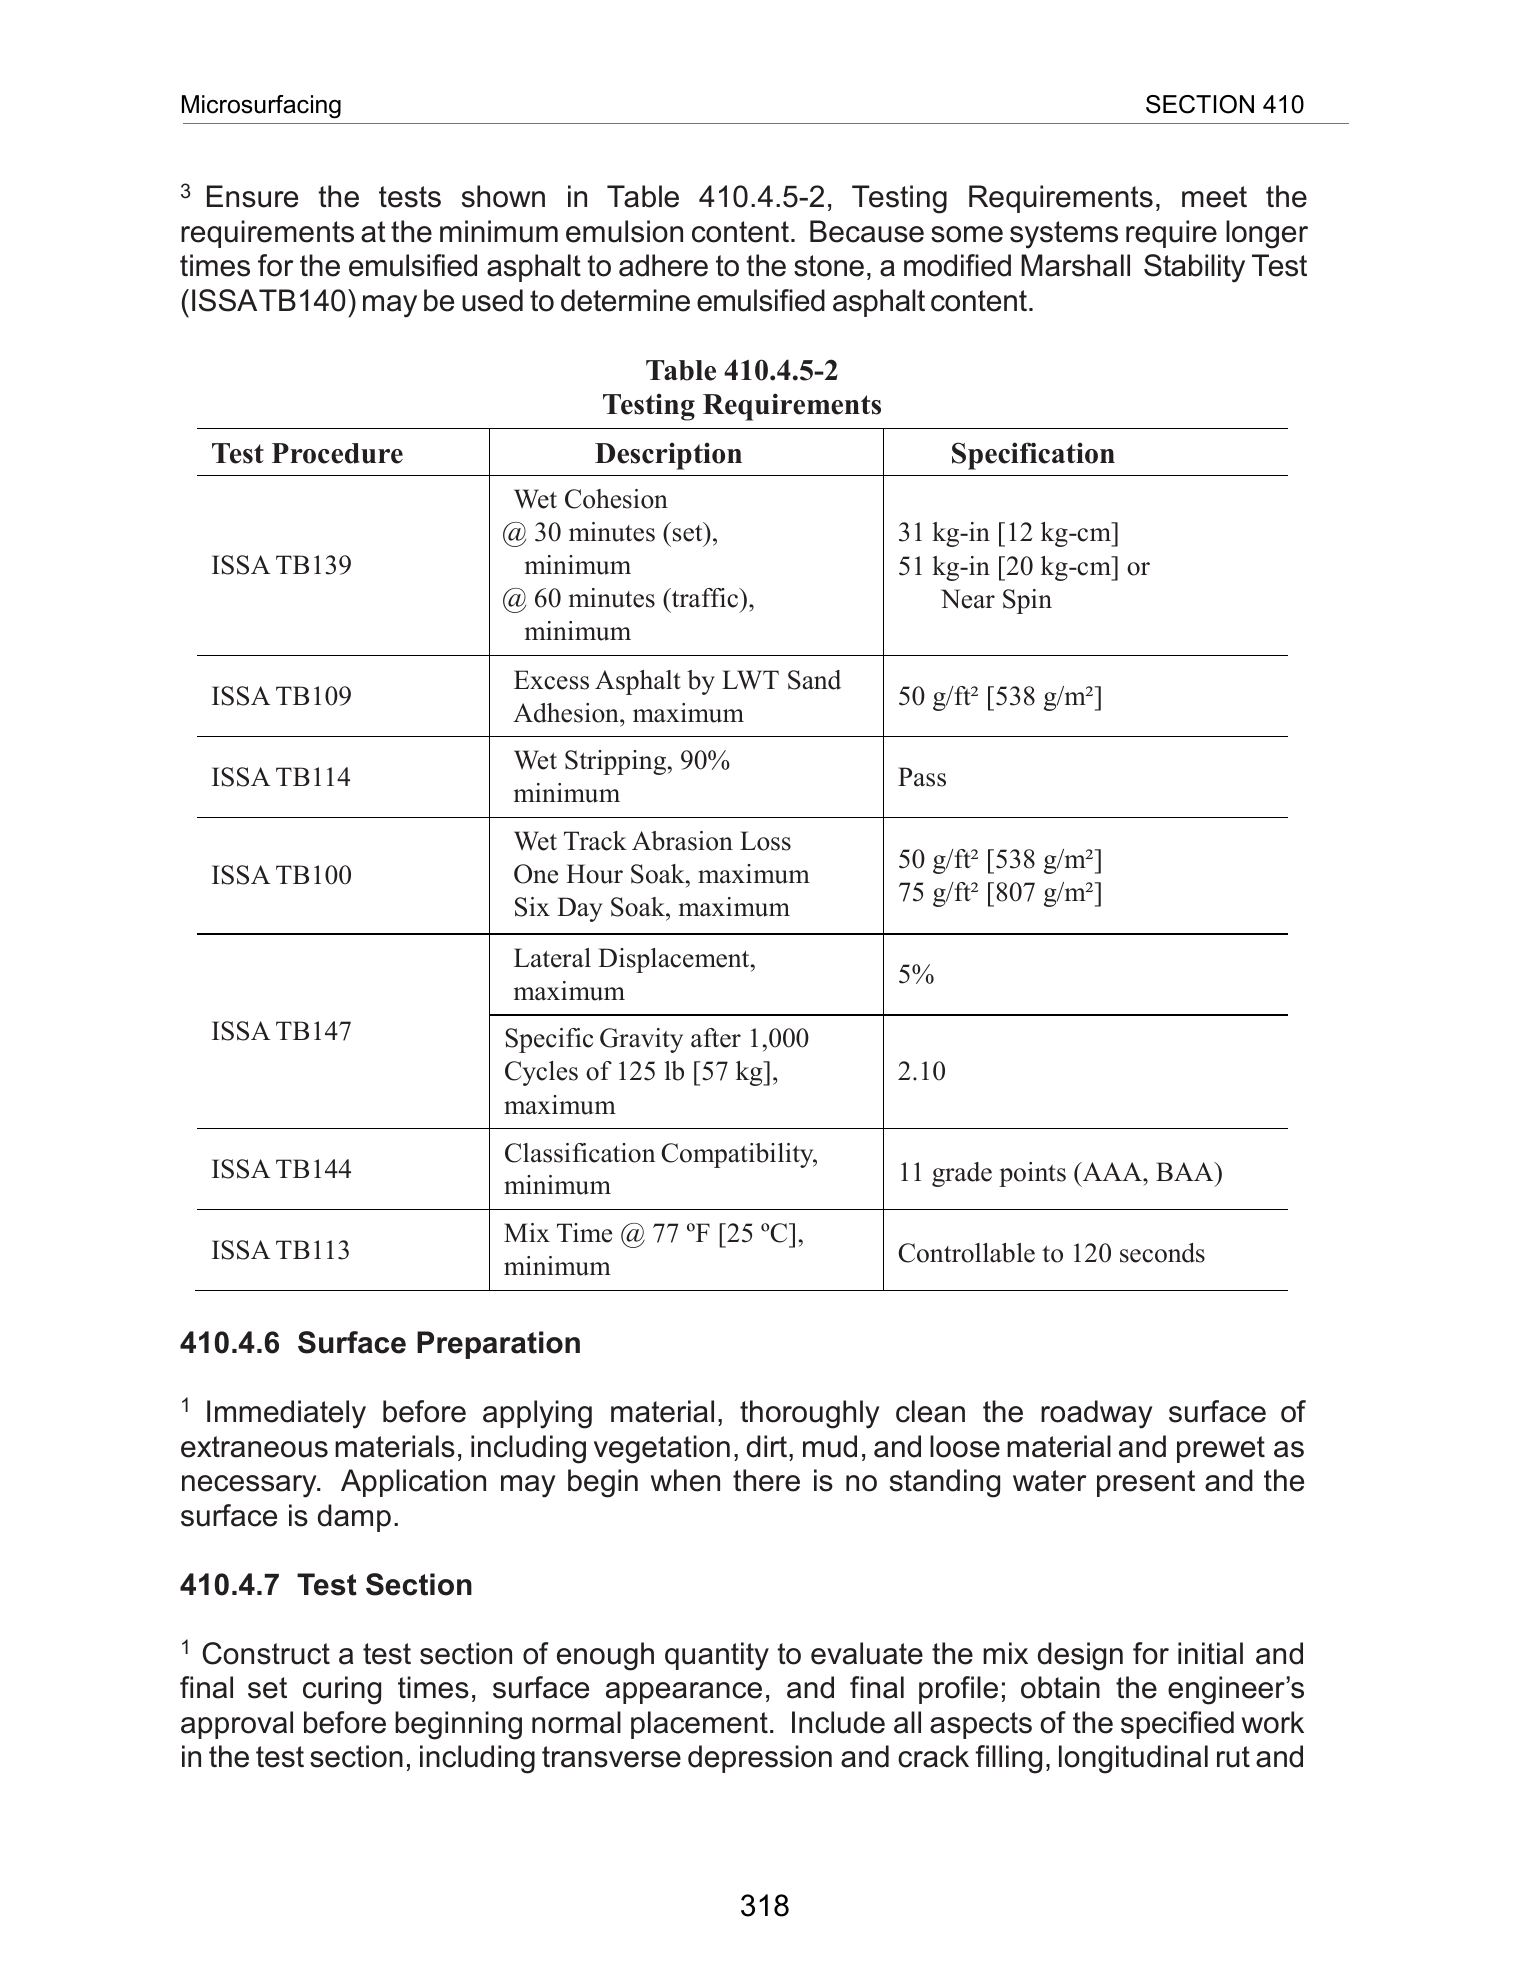 Microsurfacing SECTION 410
³ Ensure the tests shown in Table 410.4.5-2, Testing Requirements, meet the
requirements at the minimum emulsion content. Because some systems require longer
times for the emulsified asphalt to adhere to the stone, a modified Marshall Stability Test
(ISSA TB 140) may be used to determine emulsified asphalt content.
Table 410.4.5-2
Testing Requirements
Test Procedure Description Specification
ISSA TB139
Wet Cohesion
@ 30 minutes (set),
minimum
@ 60 minutes (traffic),
minimum
31 kg-in [12 kg-cm]
51 kg-in [20 kg-cm] or
Near Spin
ISSA TB109
Excess Asphalt by LWT Sand
Adhesion, maximum
50 g/ft² [538 g/m²]
ISSA TB114
Wet Stripping, 90%
minimum
Pass
ISSA TB100
Wet Track Abrasion Loss
One Hour Soak, maximum
Six Day Soak, maximum
50 g/ft² [538 g/m²]
75 g/ft² [807 g/m²]
ISSA TB147
Lateral Displacement,
maximum
5%
Specific Gravity after 1,000
Cycles of 125 lb [57 kg],
maximum
2.10
ISSA TB144
Classification Compatibility,
minimum
11 grade points (AAA, BAA)
ISSA TB113
Mix Time @ 77 ºF [25 ºC],
minimum
Controllable to 120 seconds
410.4.6 Surface Preparation
¹ Immediately before applying material, thoroughly clean the roadway surface of
extraneous materials, including vegetation, dirt, mud, and loose material and prewet as
necessary. Application may begin when there is no standing water present and the
surface is damp.
410.4.7 Test Section
¹ Construct a test section of enough quantity to evaluate the mix design for initial and
final set curing times, surface appearance, and final profile; obtain the engineer’s
approval before beginning normal placement. Include all aspects of the specified work
in the test section, including transverse depression and crack filling, longitudinal rut and
318